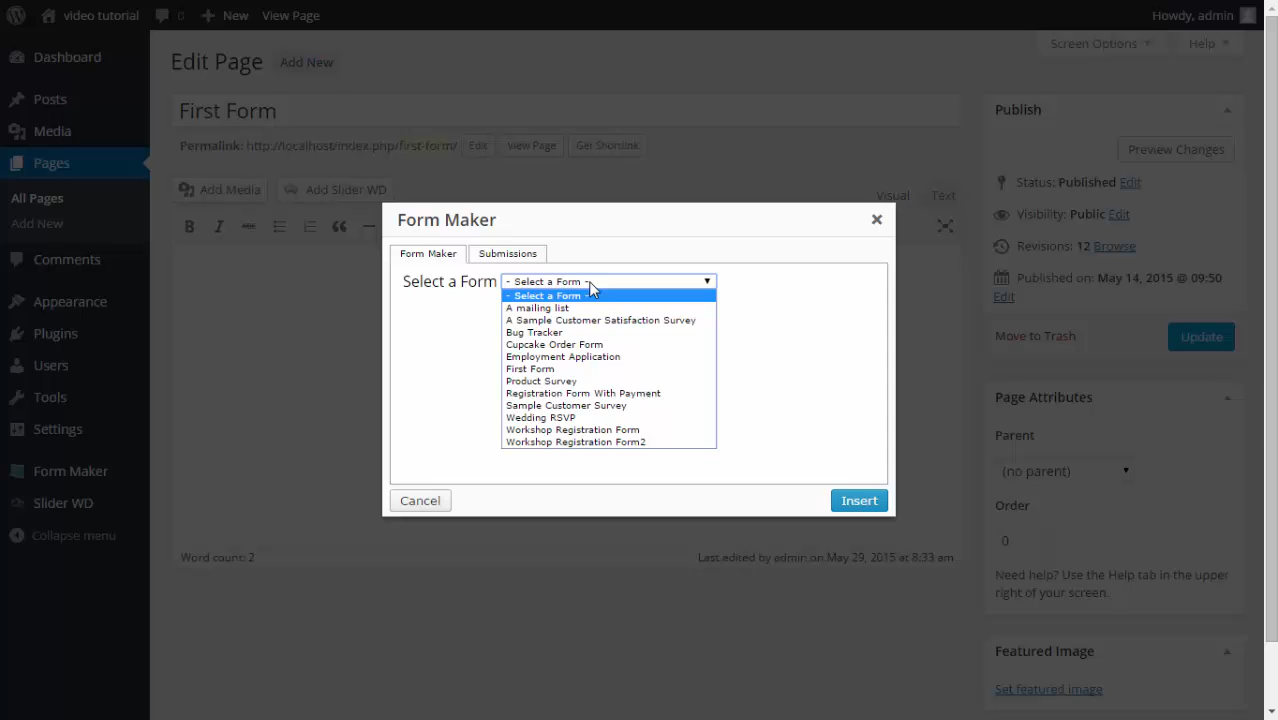 video tutorial
0
New
View Page
Howdy, admin
Dashboard
Posts
Media
Pages
All Pages
Add New
Comments
Appearance
Plugins
Users
Tools
Settings
Form Maker
Slider WD
Collapse menu
Screen Options
Help
Edit Page
Add New
First Form
Permalink: http://localhost/index.php/first-form/
Edit
View Page
Get Shortlink
Add Media
Add Slider WD
Visual
Text
Form Maker
Form Maker
Submissions
Select a Form
- Select a Form -
- Select a Form -
A mailing list
A Sample Customer Satisfaction Survey
Bug Tracker
Cupcake Order Form
Employment Application
First Form
Product Survey
Registration Form With Payment
Sample Customer Survey
Wedding RSVP
Workshop Registration Form
Workshop Registration Form2
Cancel
Insert
Word count: 2
Last edited by admin on May 29, 2015 at 8:33 am
Publish
Preview Changes
Status: Published Edit
Visibility: Public Edit
Revisions: 12 Browse
Published on: May 14, 2015 @ 09:50
Edit
Move to Trash
Update
Page Attributes
Parent
(no parent)
Order
0
Need help? Use the Help tab in the upper
right of your screen.
Featured Image
Set featured image